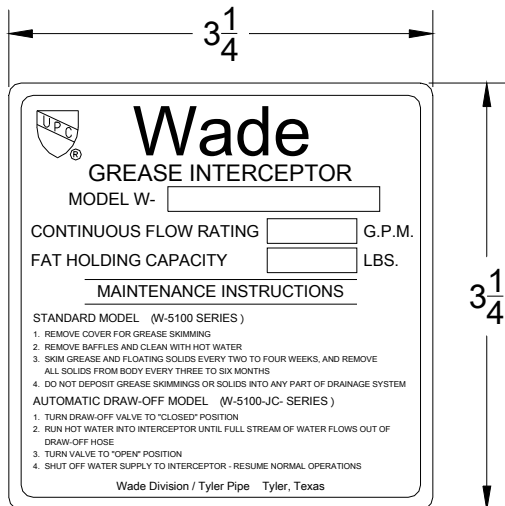 3 1/4
UPC
®
Wade
GREASE INTERCEPTOR
MODEL W-
CONTINUOUS FLOW RATING G.P.M.
FAT HOLDING CAPACITY LBS.
MAINTENANCE INSTRUCTIONS
STANDARD MODEL (W-5100 SERIES )
1. REMOVE COVER FOR GREASE SKIMMING
2. REMOVE BAFFLES AND CLEAN WITH HOT WATER
3. SKIM GREASE AND FLOATING SOLIDS EVERY TWO TO FOUR WEEKS, AND REMOVE
ALL SOLIDS FROM BODY EVERY THREE TO SIX MONTHS
4. DO NOT DEPOSIT GREASE SKIMMINGS OR SOLIDS INTO ANY PART OF DRAINAGE SYSTEM
AUTOMATIC DRAW-OFF MODEL (W-5100-JC- SERIES )
1. TURN DRAW-OFF VALVE TO "CLOSED" POSITION
2. RUN HOT WATER INTO INTERCEPTOR UNTIL FULL STREAM OF WATER FLOWS OUT OF
DRAW-OFF HOSE
3. TURN VALVE TO "OPEN" POSITION
4. SHUT OFF WATER SUPPLY TO INTERCEPTOR - RESUME NORMAL OPERATIONS
Wade Division / Tyler Pipe Tyler, Texas
3 1/4